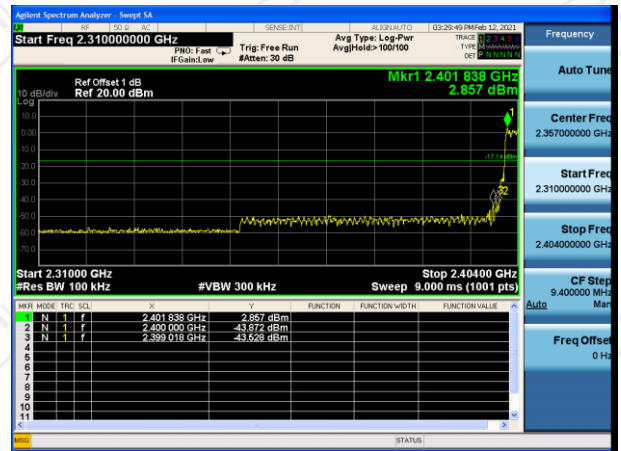 Agilent Spectrum Analyzer - Swept SA
RF 50 Ω AC SENSE:INT ALIGN AUTO 03:29:49 PM Feb 12, 2021
Start Freq 2.310000000 GHz
PNO: Fast
IFGain:Low
Trig: Free Run
#Atten: 30 dB
Avg Type: Log-Pwr
Avg|Hold:> 100/100
TRACE 1 2 3 4 5 6
TYPE M
DET P N N N N N
Mkr1 2.401 838 GHz
2.857 dBm
Ref Offset 1 dB
Ref 20.00 dBm
10 dB/div
Log
10.0
0.00
-10.0
-20.0
-30.0
-40.0
-50.0
-60.0
-70.0
1
-17.14 dBm
2
Start 2.31000 GHz
Stop 2.40400 GHz
#Res BW 100 kHz
#VBW 300 kHz
Sweep 9.000 ms (1001 pts)
MKR MODE TRC SCL X Y FUNCTION FUNCTION WIDTH FUNCTION VALUE
1 N 1 f 2.401 838 GHz 2.857 dBm
2 N 1 f 2.400 000 GHz -43.872 dBm
3 N 1 f 2.399 018 GHz -43.528 dBm
4
5
6
7
8
9
10
11
MSG
STATUS
Frequency
Auto Tune
Center Freq
2.357000000 GHz
Start Freq
2.310000000 GHz
Stop Freq
2.404000000 GHz
CF Step
9.400000 MHz
Auto Man
Freq Offset
0 Hz